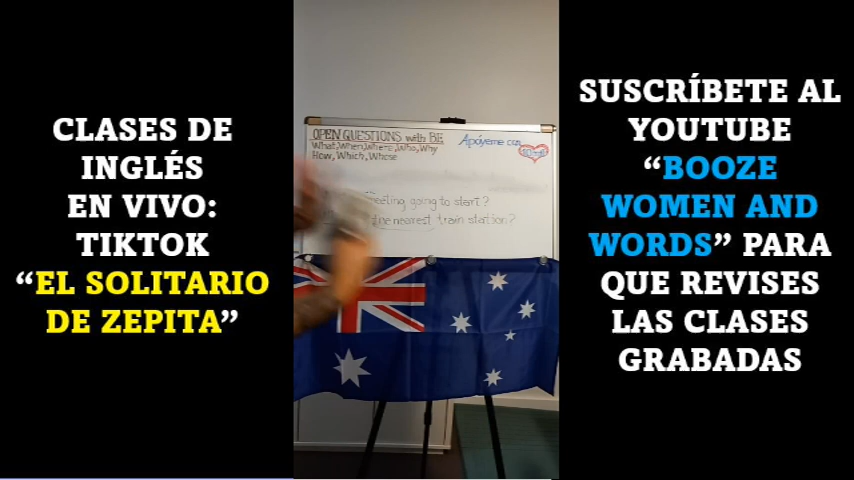 CLASES DE
INGLÉS
EN VIVO:
TIKTOK
“EL SOLITARIO
DE ZEPITA”
OPEN QUESTIONS with BE
What, When, Where, Who, Why
How, Which, Whose
Apóyame con
going to start?
the nearest train station?
SUSCRÍBETE AL
YOUTUBE
“BOOZE
WOMEN AND
WORDS” PARA
QUE REVISES
LAS CLASES
GRABADAS